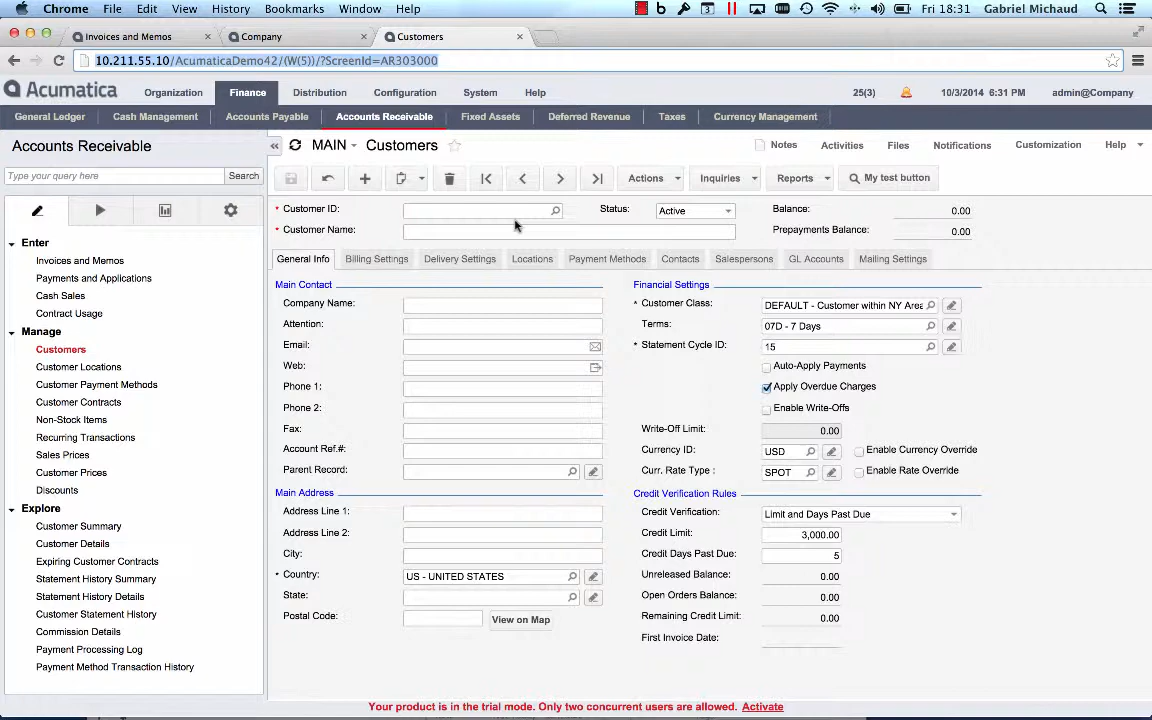 Chrome File Edit View History Bookmarks Window Help Fri 18:31 Gabriel Michaud
Invoices and Memos × Company × Customers ×
10.211.55.10/AcumaticaDemo42/(W(5))/?ScreenId=AR303000
Acumatica Organization Finance Distribution Configuration System Help 25(3) 10/3/2014 6:31 PM admin@Company
General Ledger Cash Management Accounts Payable Accounts Receivable Fixed Assets Deferred Revenue Taxes Currency Management
Accounts Receivable
MAIN Customers Notes Activities Files Notifications Customization Help
Type your query here Search
Actions Inquiries Reports My test button
Enter
Invoices and Memos
Payments and Applications
Cash Sales
Contract Usage
Manage
Customers
Customer Locations
Customer Payment Methods
Customer Contracts
Non-Stock Items
Recurring Transactions
Sales Prices
Customer Prices
Discounts
Explore
Customer Summary
Customer Details
Expiring Customer Contracts
Statement History Summary
Statement History Details
Customer Statement History
Commission Details
Payment Processing Log
Payment Method Transaction History
* Customer ID: Status: Active Balance: 0.00
* Customer Name: Prepayments Balance: 0.00
General Info Billing Settings Delivery Settings Locations Payment Methods Contacts Salespersons GL Accounts Mailing Settings
Main Contact
Company Name:
Attention:
Email:
Web:
Phone 1:
Phone 2:
Fax:
Account Ref.#:
Parent Record:
Main Address
Address Line 1:
Address Line 2:
City:
* Country: US - UNITED STATES
State:
Postal Code: View on Map
Financial Settings
* Customer Class: DEFAULT - Customer within NY Area
Terms: 07D - 7 Days
* Statement Cycle ID: 15
Auto-Apply Payments
Apply Overdue Charges
Enable Write-Offs
Write-Off Limit: 0.00
Currency ID: USD Enable Currency Override
Curr. Rate Type : SPOT Enable Rate Override
Credit Verification Rules
Credit Verification: Limit and Days Past Due
Credit Limit: 3,000.00
Credit Days Past Due: 5
Unreleased Balance: 0.00
Open Orders Balance: 0.00
Remaining Credit Limit: 0.00
First Invoice Date:
Your product is in the trial mode. Only two concurrent users are allowed. Activate